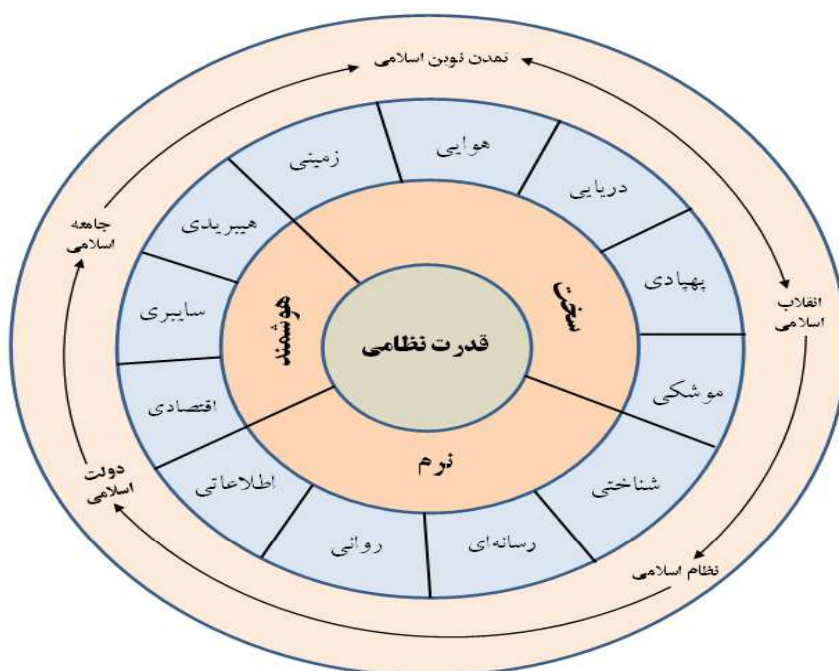 تمدن نوین اسلامی
انقلاب
اسلامی
نظام اسلامی
دولت
اسلامی
جامعه
اسلامی
زمینی
هوایی
دریایی
پهپادی
موشکی
شناختی
رسانه‌ای
روانی
اطلاعاتی
اقتصادی
سایبری
هیبریدی
سخت
نرم
هوشمند
قدرت نظامی